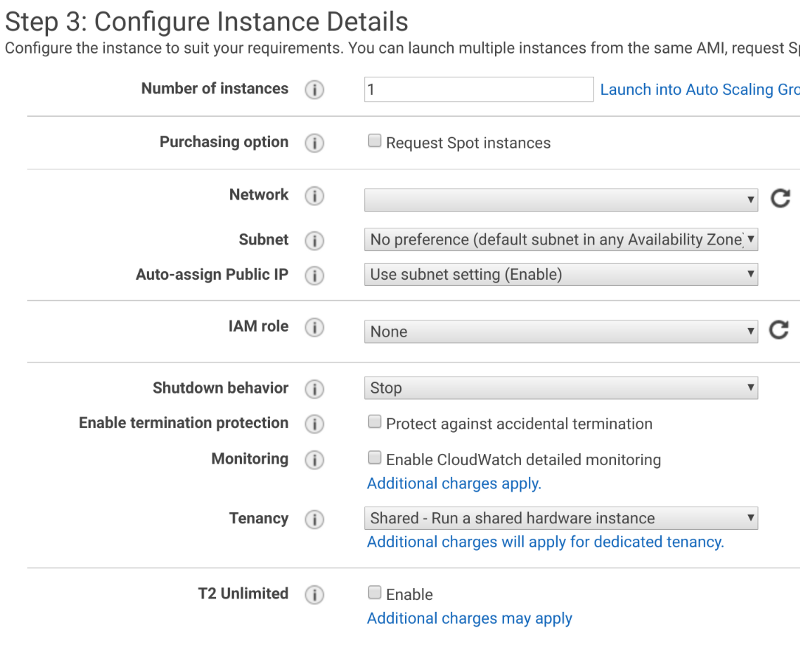 Step 3: Configure Instance Details
Configure the instance to suit your requirements. You can launch multiple instances from the same AMI, request
Number of instances 1 Launch into Auto Scaling
Purchasing option Request Spot instances
Network
Subnet No preference (default subnet in any Availability Zone)
Auto-assign Public IP Use subnet setting (Enable)
IAM role None
Shutdown behavior Stop
Enable termination protection Protect against accidental termination
Monitoring Enable CloudWatch detailed monitoring
Additional charges apply.
Tenancy Shared - Run a shared hardware instance
Additional charges will apply for dedicated tenancy.
T2 Unlimited Enable
Additional charges may apply